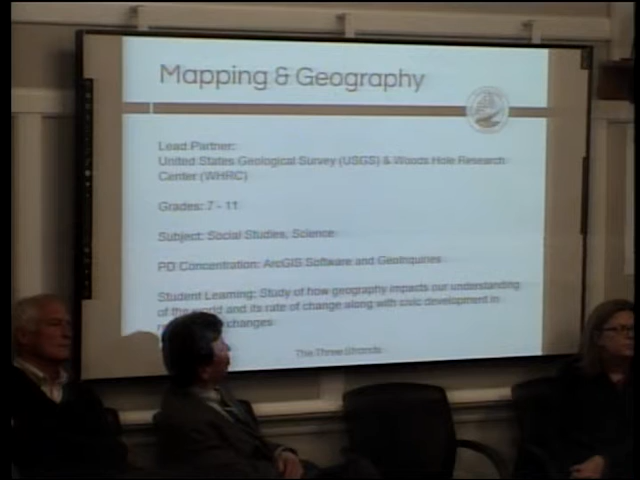 Mapping & Geography
Lead Partner:
United States Geological Survey (USGS) & Woods Hole Research
Center (WHRC)
Grades: 7 - 11
Subject: Social Studies, Science
PD Concentration: ArcGIS Software and GeoInquiries
Student Learning: Study of how geography impacts our understanding
of the world and its rate of change along with civic development in
changes
The Three Strands